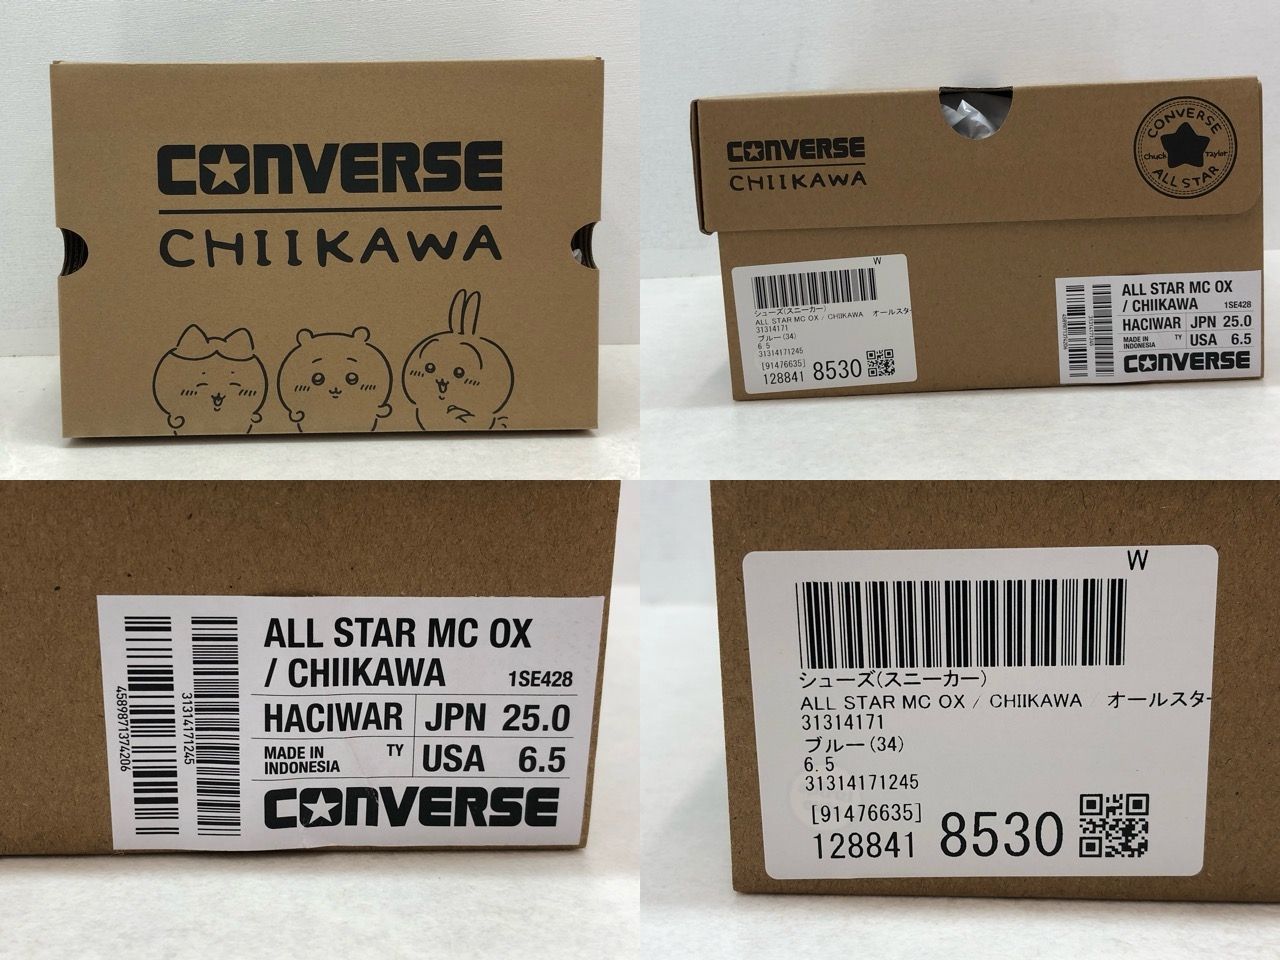 CONVERSE
CHIIKAWA
CONVERSE
CHIIKAWA
CONVERSE
Chuck Taylor
ALL STAR
W
シューズ(スニーカー)
ALL STAR MC OX / CHIIKAWA オールスター
31314171
ブルー(34)
6.5
31314171245
[91476635]
128841 8530
ALL STAR MC OX
/ CHIIKAWA 1SE428
HACIWAR JPN 25.0
MADE IN INDONESIA TY USA 6.5
CONVERSE
4589871374206
31314171245
ALL STAR MC OX
/ CHIIKAWA 1SE428
HACIWAR JPN 25.0
MADE IN
INDONESIA TY USA 6.5
CONVERSE
4589871374206
31314171245
W
シューズ(スニーカー)
ALL STAR MC OX / CHIIKAWA / オールスター
31314171
ブルー(34)
6.5
31314171245
[91476635]
128841 8530